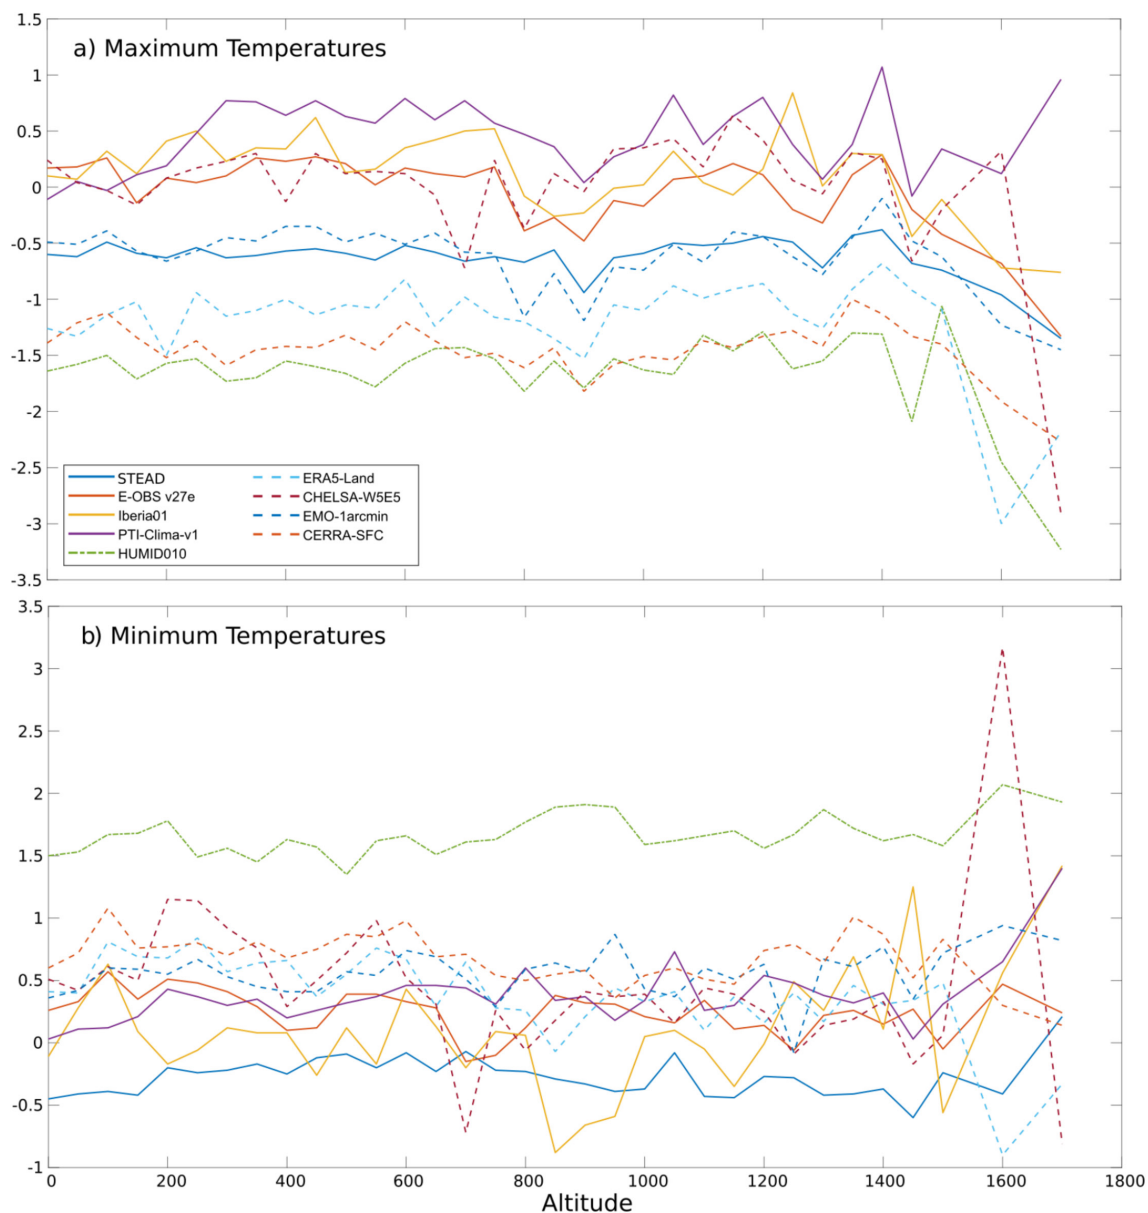 1.5
a) Maximum Temperatures
1
0.5
0
-0.5
-1
-1.5
-2
-2.5
-3
-3.5
STEAD
E-OBS v27e
Iberia01
PTI-Clima-v1
HUMID010
ERA5-Land
CHELSA-W5E5
EMO-1arcmin
CERRA-SFC
3.5
b) Minimum Temperatures
3
2.5
2
1.5
1
0.5
0
-0.5
-1
0 200 400 600 800 1000 1200 1400 1600 1800
Altitude